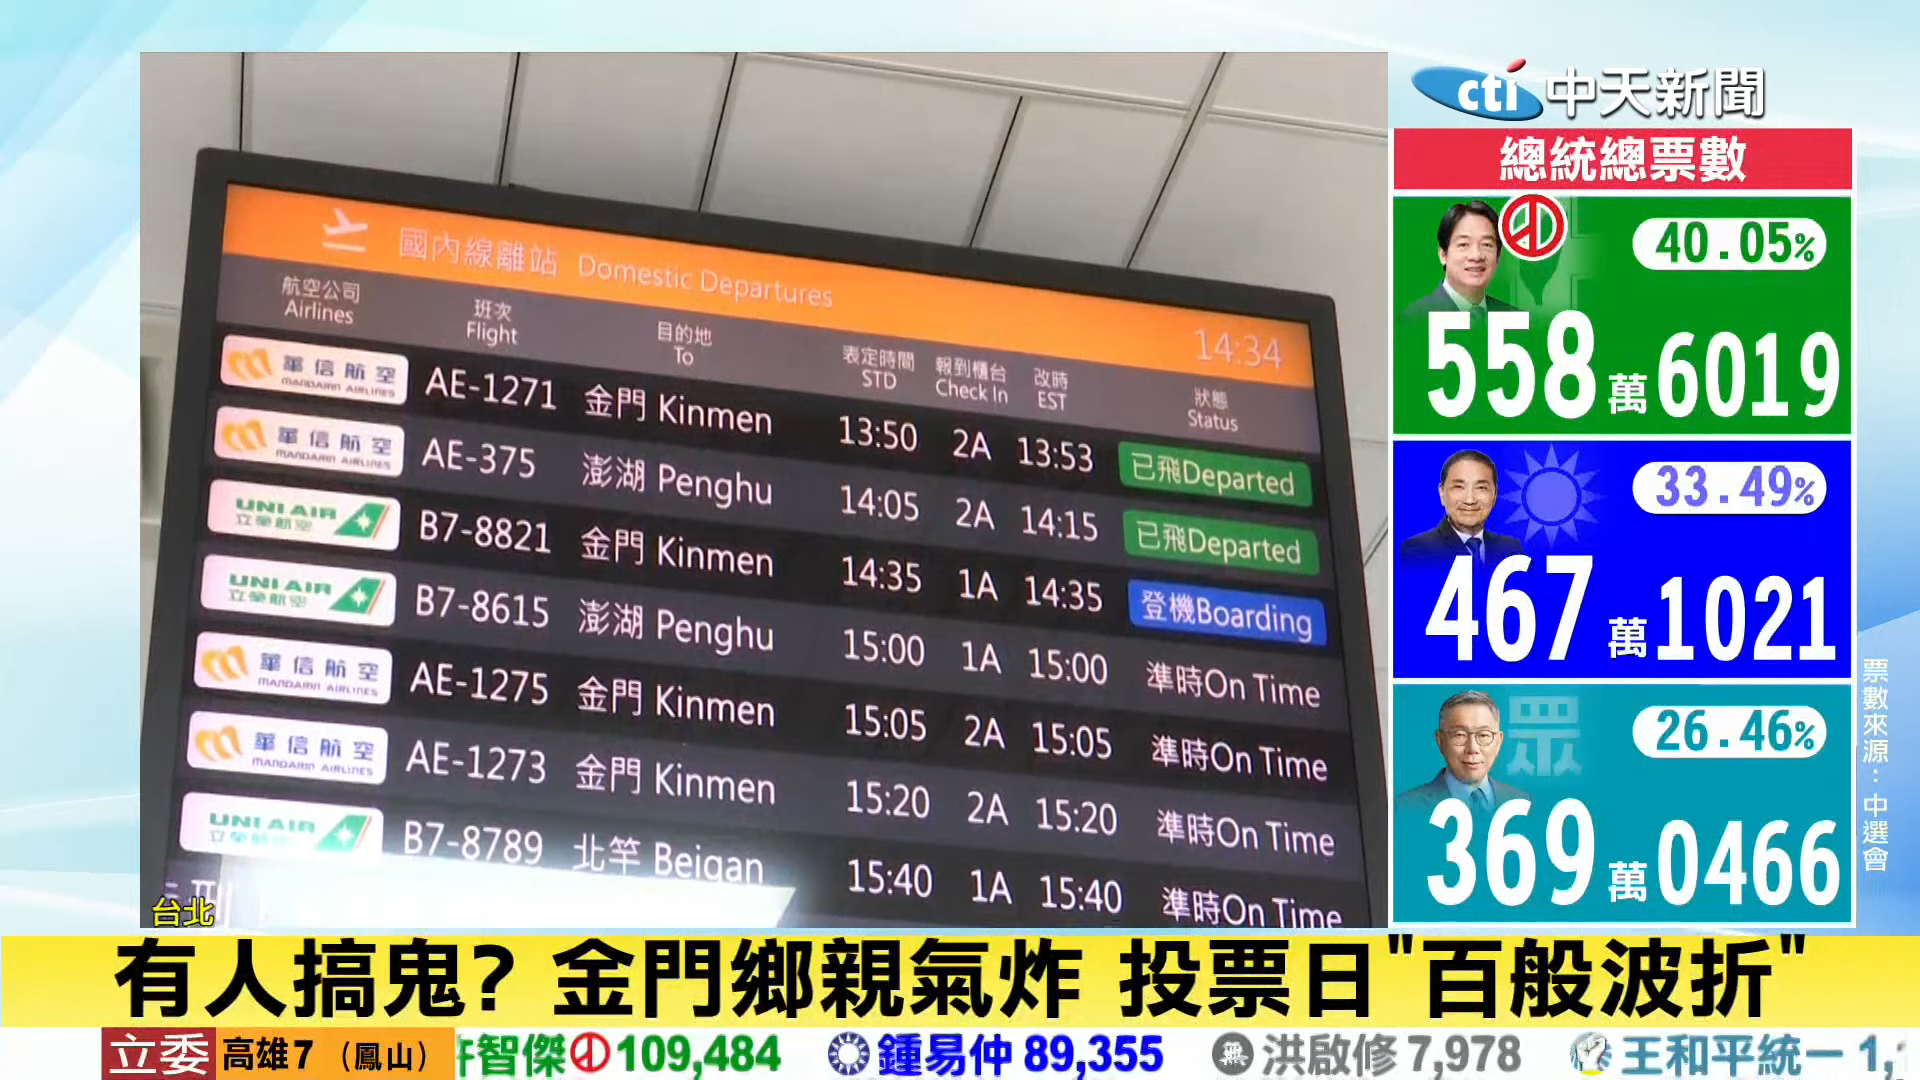 cti 中天新聞
總統總票數
40.05%
558萬6019
33.49%
467萬1021
眾
26.46%
369萬0466
票數來源：中選會
國內線離站 Domestic Departures
14:34
航空公司 班次 目的地 表定時間 報到櫃台 改時 狀態
Airlines Flight To STD Check In EST Status
華信航空 MANDARIN AIRLINES AE-1271 金門 Kinmen 13:50 2A 13:53 已飛Departed
華信航空 MANDARIN AIRLINES AE-375 澎湖 Penghu 14:05 2A 14:15 已飛Departed
UNI AIR 立榮航空 B7-8821 金門 Kinmen 14:35 1A 14:35 登機Boarding
UNI AIR 立榮航空 B7-8615 澎湖 Penghu 15:00 1A 15:00 準時On Time
華信航空 MANDARIN AIRLINES AE-1275 金門 Kinmen 15:05 2A 15:05 準時On Time
華信航空 MANDARIN AIRLINES AE-1273 金門 Kinmen 15:20 2A 15:20 準時On Time
UNI AIR 立榮航空 B7-8789 北竿 Beigan 15:40 1A 15:40 準時On Time
台北
有人搞鬼? 金門鄉親氣炸 投票日"百般波折"
立委 高雄7 (鳳山) 許智傑 109,484 鍾易仲 89,355 無 洪啟修 7,978 王和平統一 1,